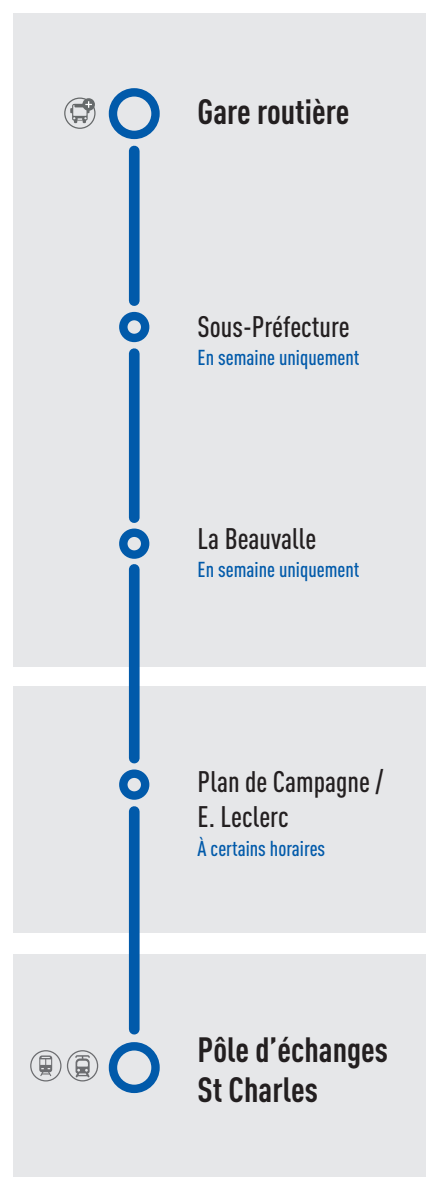 Gare routière
Sous-Préfecture
En semaine uniquement
La Beauvalle
En semaine uniquement
Plan de Campagne /
E. Leclerc
À certains horaires
Pôle d’échanges
St Charles